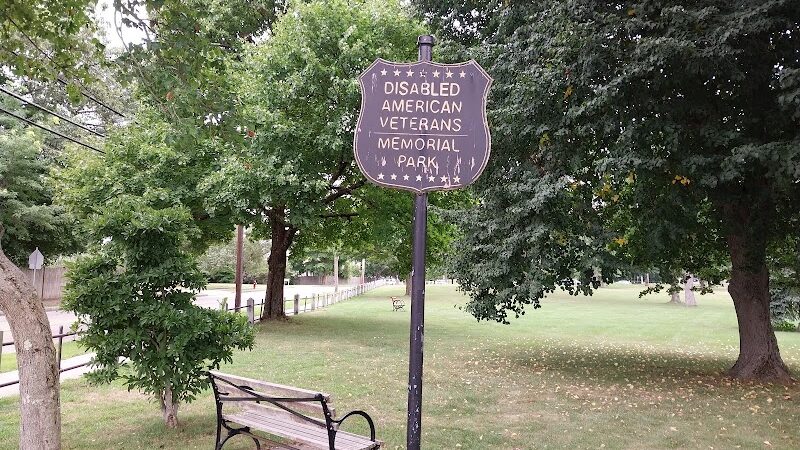 DISABLED
AMERICAN
VETERANS
MEMORIAL
PARK